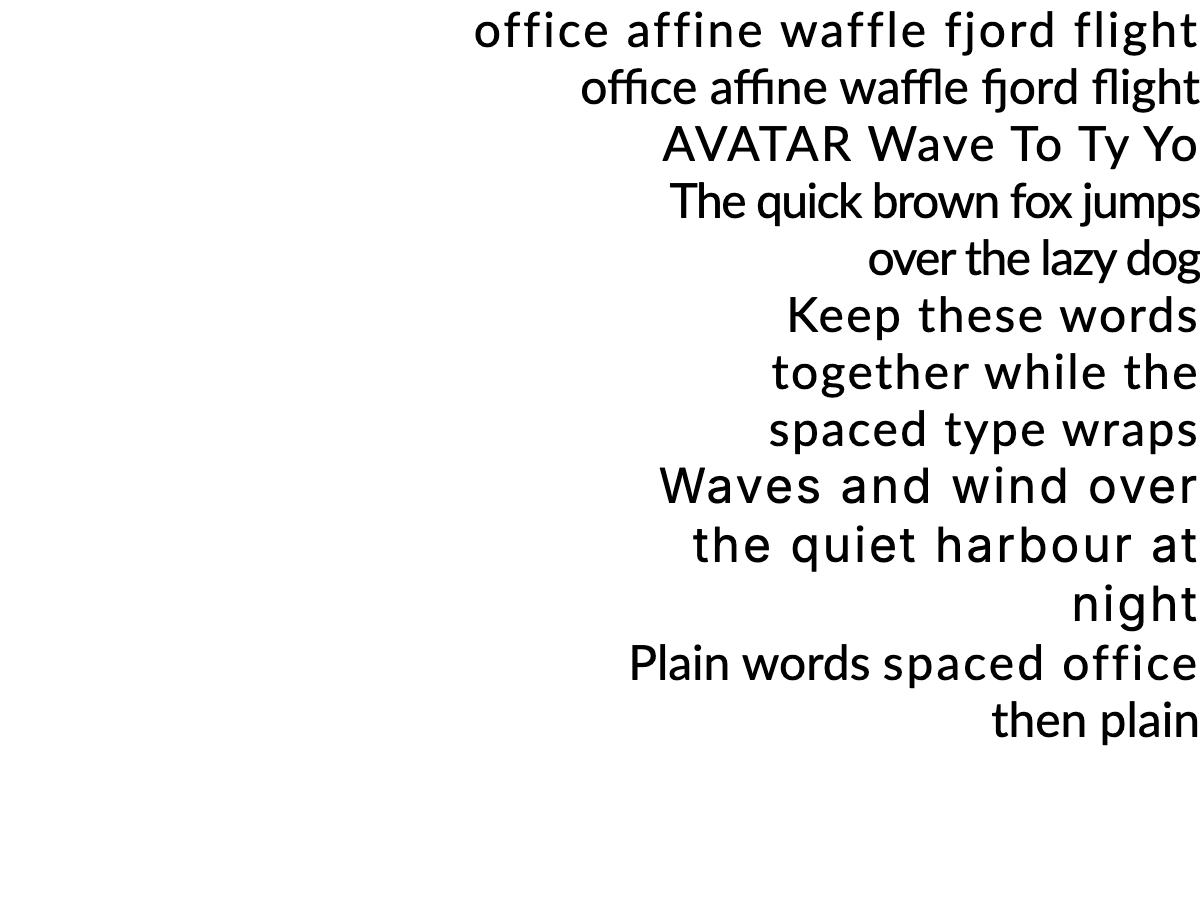 office affine waffle fjord flight
office affine waffle fjord flight
AVATAR Wave To Ty Yo
The quick brown fox jumps
over the lazy dog
Keep these words
together while the
spaced type wraps
Waves and wind over
the quiet harbour at
night
Plain words spaced office
then plain